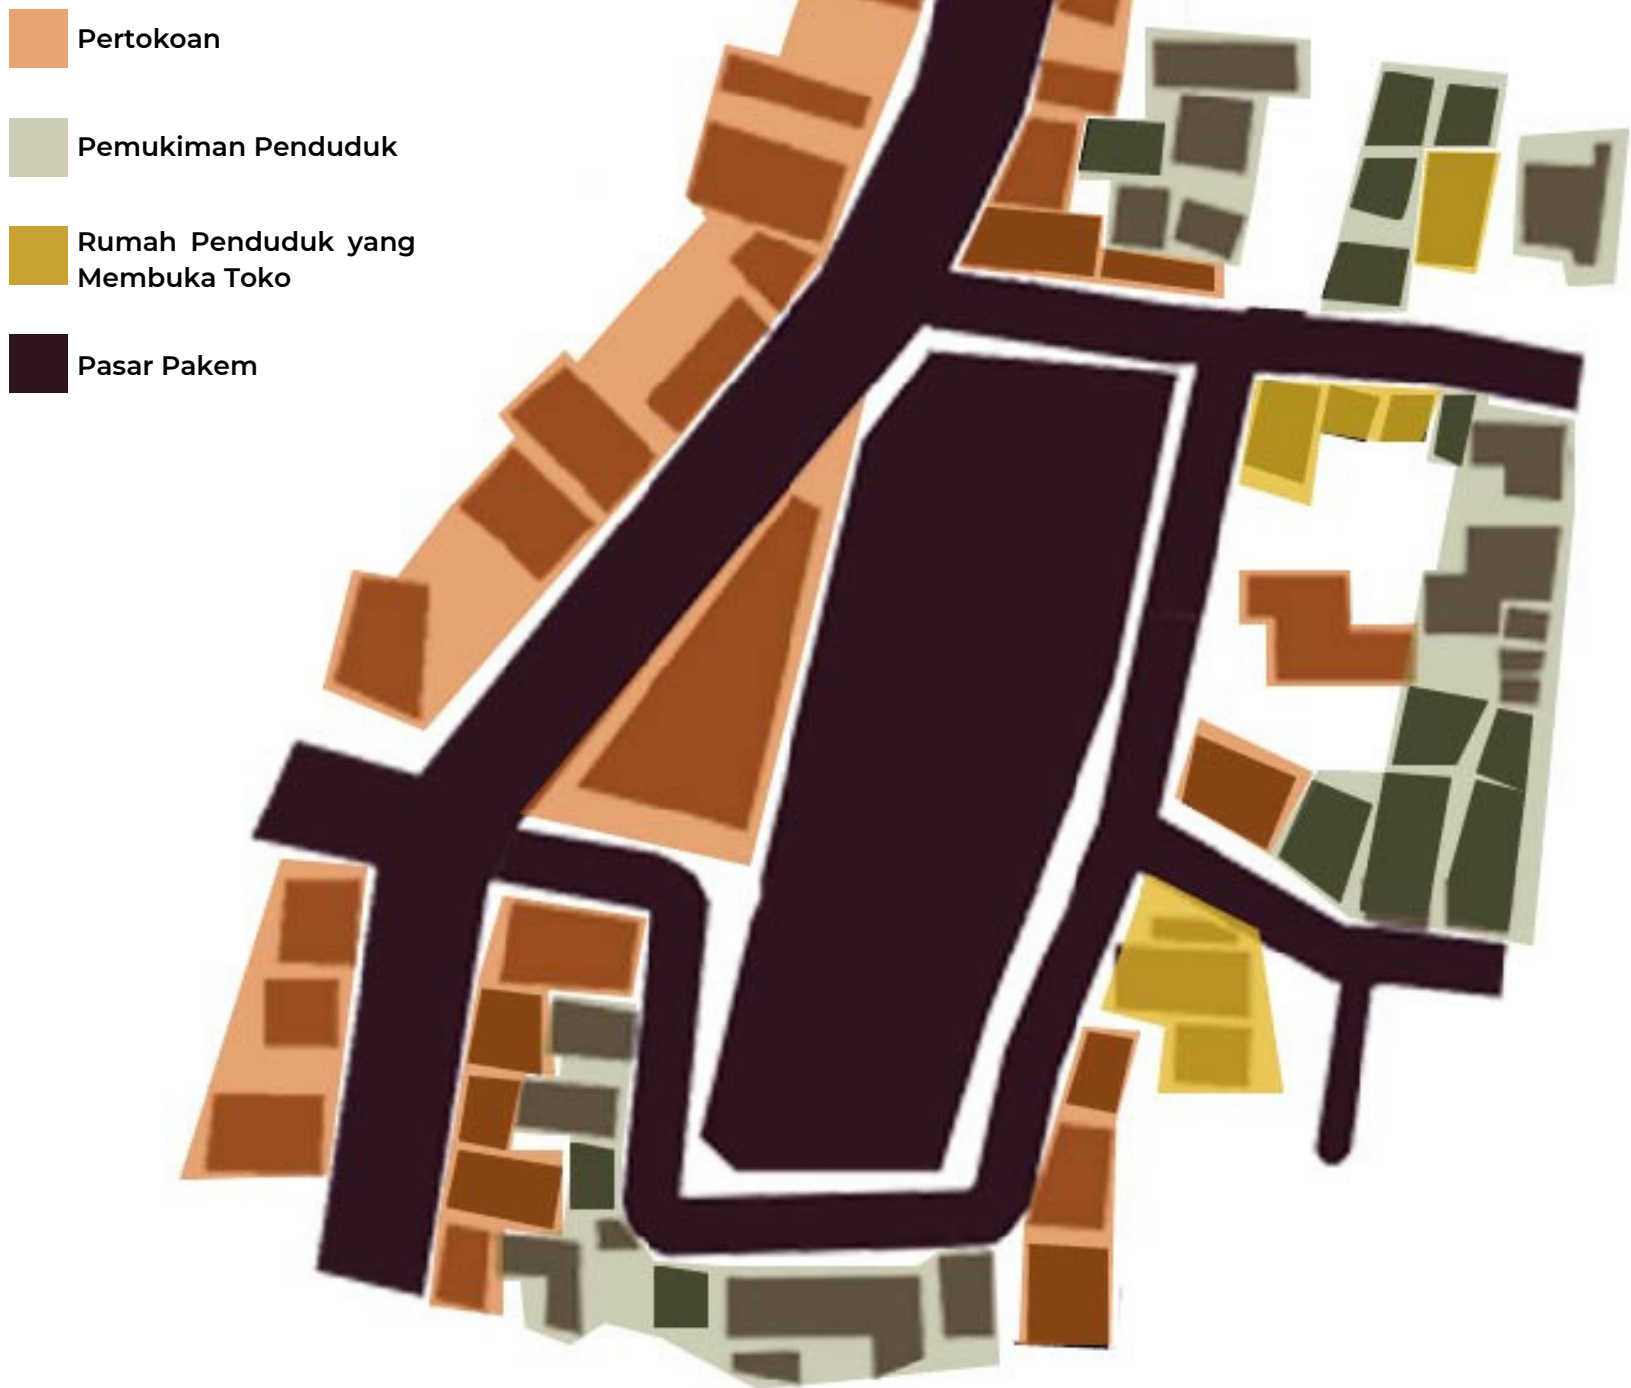 Pertokoan
Pemukiman Penduduk
Rumah Penduduk yang
Membuka Toko
Pasar Pakem